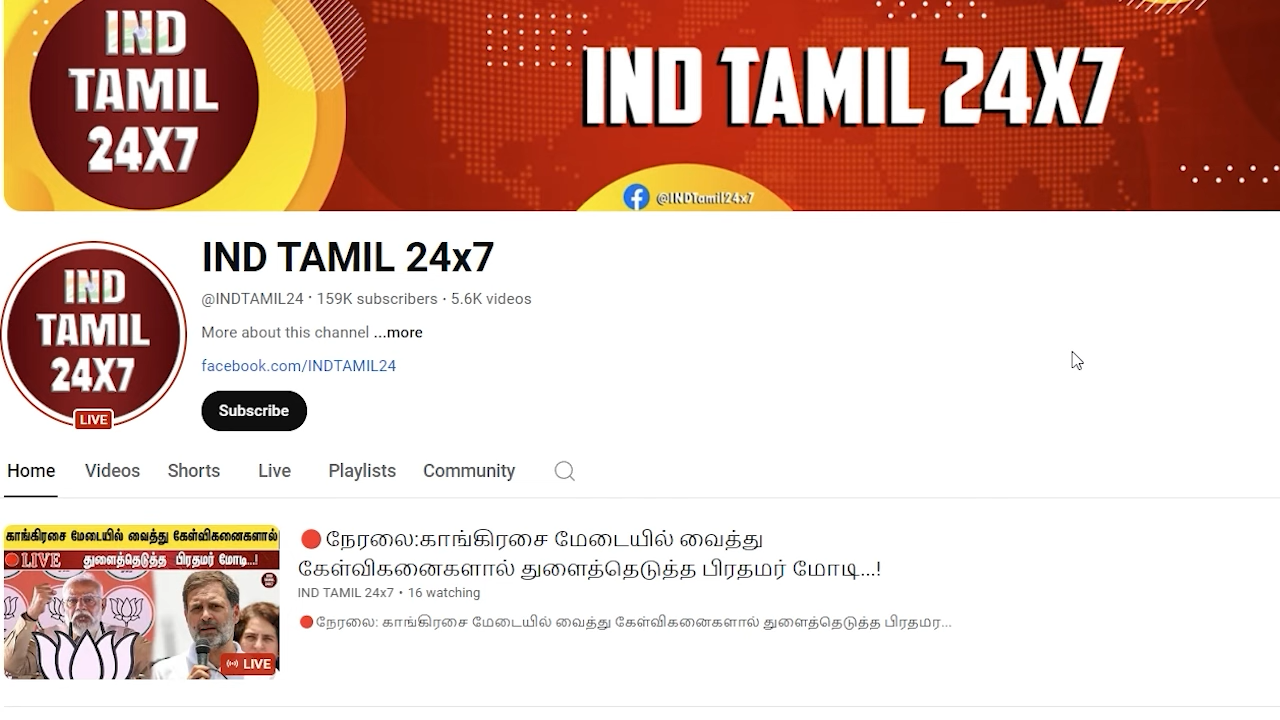 IND
TAMIL
24X7
IND TAMIL 24X7
@INDTamil24x7
IND
TAMIL
24X7
LIVE
IND TAMIL 24x7
@INDTAMIL24 · 159K subscribers · 5.6K videos
More about this channel ...more
facebook.com/INDTAMIL24
Subscribe
Home Videos Shorts Live Playlists Community
காங்கிரசை மேடையில் வைத்து கேள்விகனைகளால்
LIVE துளைத்தெடுத்த பிரதமர் மோடி...!
LIVE
🔴நேரலை:காங்கிரசை மேடையில் வைத்து
கேள்விகனைகளால் துளைத்தெடுத்த பிரதமர் மோடி...!
IND TAMIL 24x7 • 16 watching
🔴நேரலை: காங்கிரசை மேடையில் வைத்து கேள்விகனைகளால் துளைத்தெடுத்த பிரதமர...